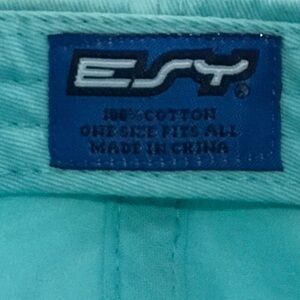 ESY®
100% COTTON
ONE SIZE FITS ALL
MADE IN CHINA